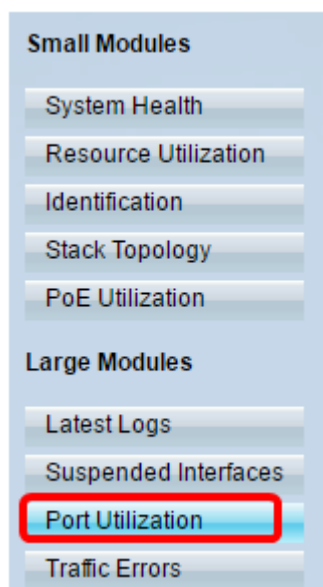 Small Modules
System Health
Resource Utilization
Identification
Stack Topology
PoE Utilization
Large Modules
Latest Logs
Suspended Interfaces
Port Utilization
Traffic Errors